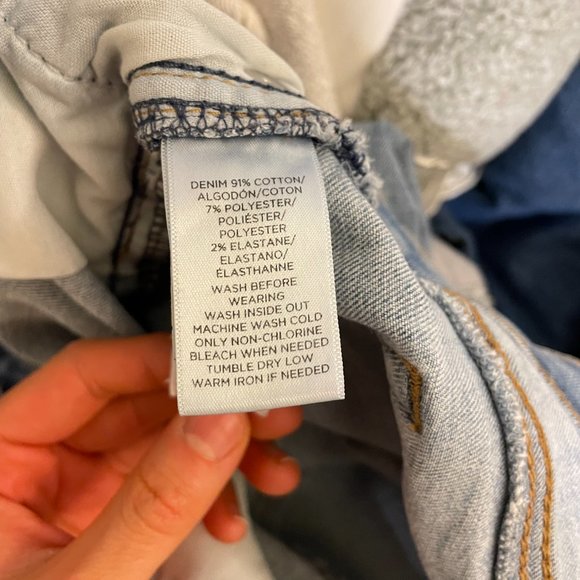 DENIM 91% COTTON/
ALGODÓN/COTON
7% POLYESTER/
POLIÉSTER/
POLYESTER
2% ELASTANE/
ELASTANO/
ÉLASTHANNE
WASH BEFORE
WEARING
WASH INSIDE OUT
MACHINE WASH COLD
ONLY NON-CHLORINE
BLEACH WHEN NEEDED
TUMBLE DRY LOW
WARM IRON IF NEEDED